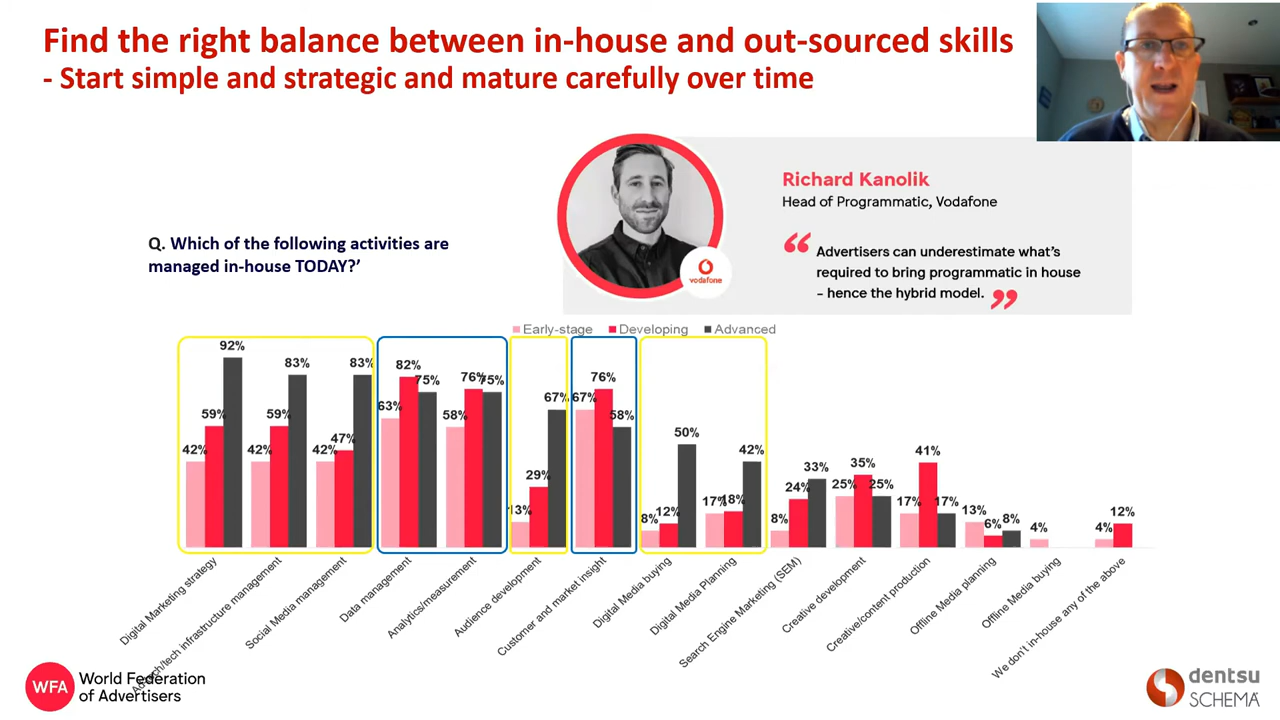 Find the right balance between in-house and out-sourced skills
- Start simple and strategic and mature carefully over time
Richard Kanolik
Head of Programmatic, Vodafone
“ Advertisers can underestimate what’s
required to bring programmatic in house
– hence the hybrid model. ”
vodafone
Q. Which of the following activities are
managed in-house TODAY?’
Early-stage Developing Advanced
42% 59% 92%
42% 59% 83%
42% 47% 83%
63% 82% 75%
58% 76% 75%
13% 29% 67%
67% 76% 58%
8% 12% 50%
17% 18% 42%
8% 24% 33%
25% 35% 25%
17% 41% 17%
13% 6% 8%
4%
4% 12%
Digital Marketing strategy
infrastructure management
Social Media management
Data management
Analytics/measurement
Audience development
Customer and market insight
Digital Media buying
Digital Media Planning
Search Engine Marketing (SEM)
Creative development
Creative/content production
Offline Media planning
Offline Media buying
We don't in-house any of the above
WFA
World Federation
of Advertisers
dentsu
SCHEMA